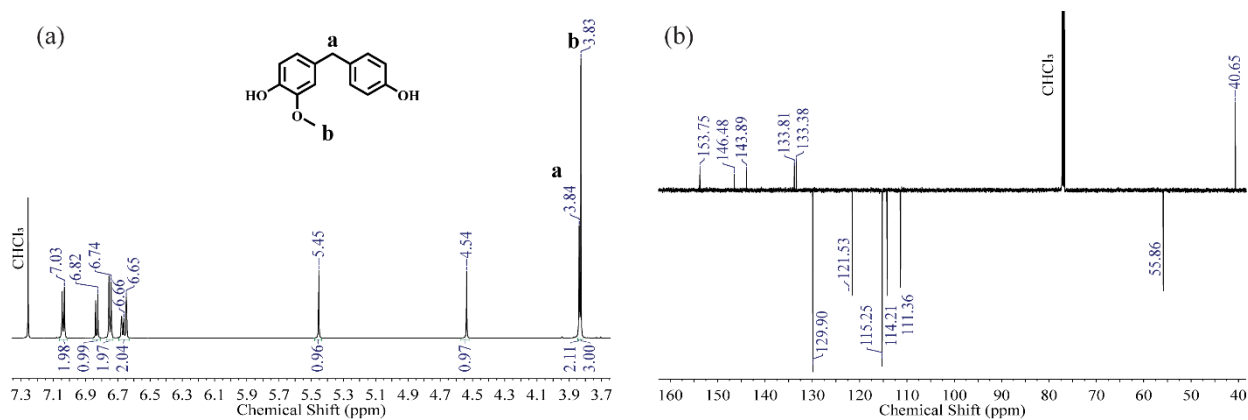 (a)
a
HO
O
b
OH
CHCl₃
7.03
6.82
6.74
6.66
6.65
5.45
4.54
a
3.84
b
3.83
1.98
0.99
1.97
2.04
0.96
0.97
2.11
3.00
7.3 7.1 6.9 6.7 6.5 6.3 6.1 5.9 5.7 5.5 5.3 5.1 4.9 4.7 4.5 4.3 4.1 3.9 3.7
Chemical Shift (ppm)
(b)
153.75
146.48
143.89
133.81
133.38
CHCl₃
40.65
129.90
121.53
115.25
114.21
111.36
55.86
160 150 140 130 120 110 100 90 80 70 60 50 40
Chemical Shift (ppm)